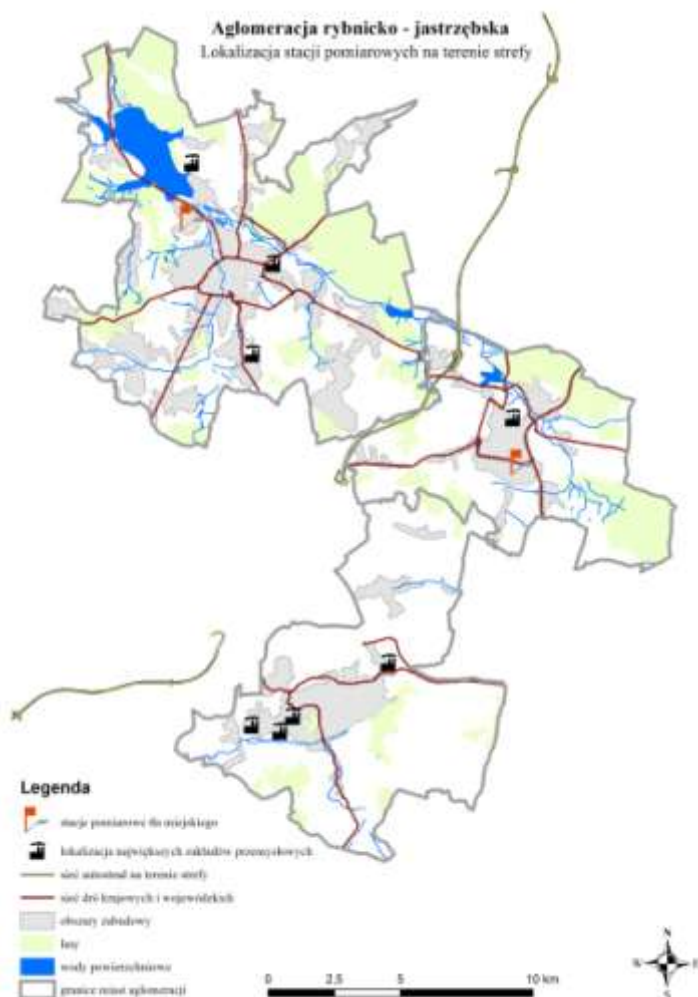 Aglomeracja rybnicko - jastrzębska
Lokalizacja stacji pomiarowych na terenie strefy
Legenda
stacje pomiarowe tła miejskiego
lokalizacja największych zakładów przemysłowych
sieć autostrad na terenie strefy
sieć dró krajowych i wojewódzkich
obszary zabudowy
lasy
wody powierzchniowe
granice miast aglomeracji
N
W
E
S
0 2,5 5 10 km